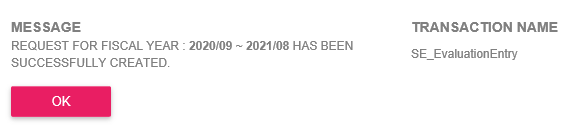 MESSAGE
REQUEST FOR FISCAL YEAR : 2020/09 ~ 2021/08 HAS BEEN
SUCCESSFULLY CREATED.
OK
TRANSACTION NAME
SE_EvaluationEntry